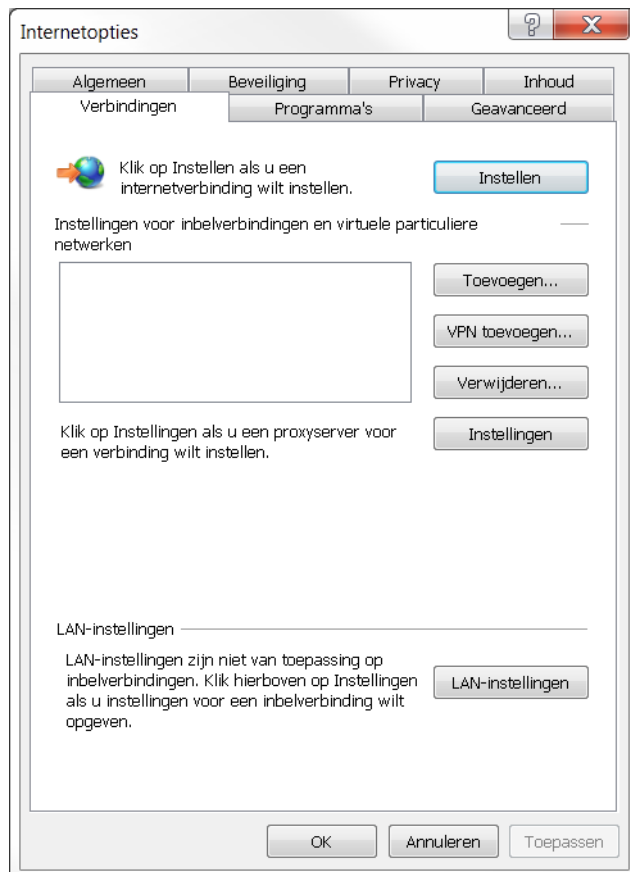 Internetopties
Algemeen
Beveiliging
Privacy
Inhoud
Verbindingen
Programma's
Geavanceerd
Klik op Instellen als u een
internetverbinding wilt instellen.
Instellen
Instellingen voor inbelverbindingen en virtuele particuliere
netwerken
Toevoegen...
VPN toevoegen...
Verwijderen...
Klik op Instellingen als u een proxyserver voor
een verbinding wilt instellen.
Instellingen
LAN-instellingen
LAN-instellingen zijn niet van toepassing op
inbelverbindingen. Klik hierboven op Instellingen
als u instellingen voor een inbelverbinding wilt
opgeven.
LAN-instellingen
OK
Annuleren
Toepassen